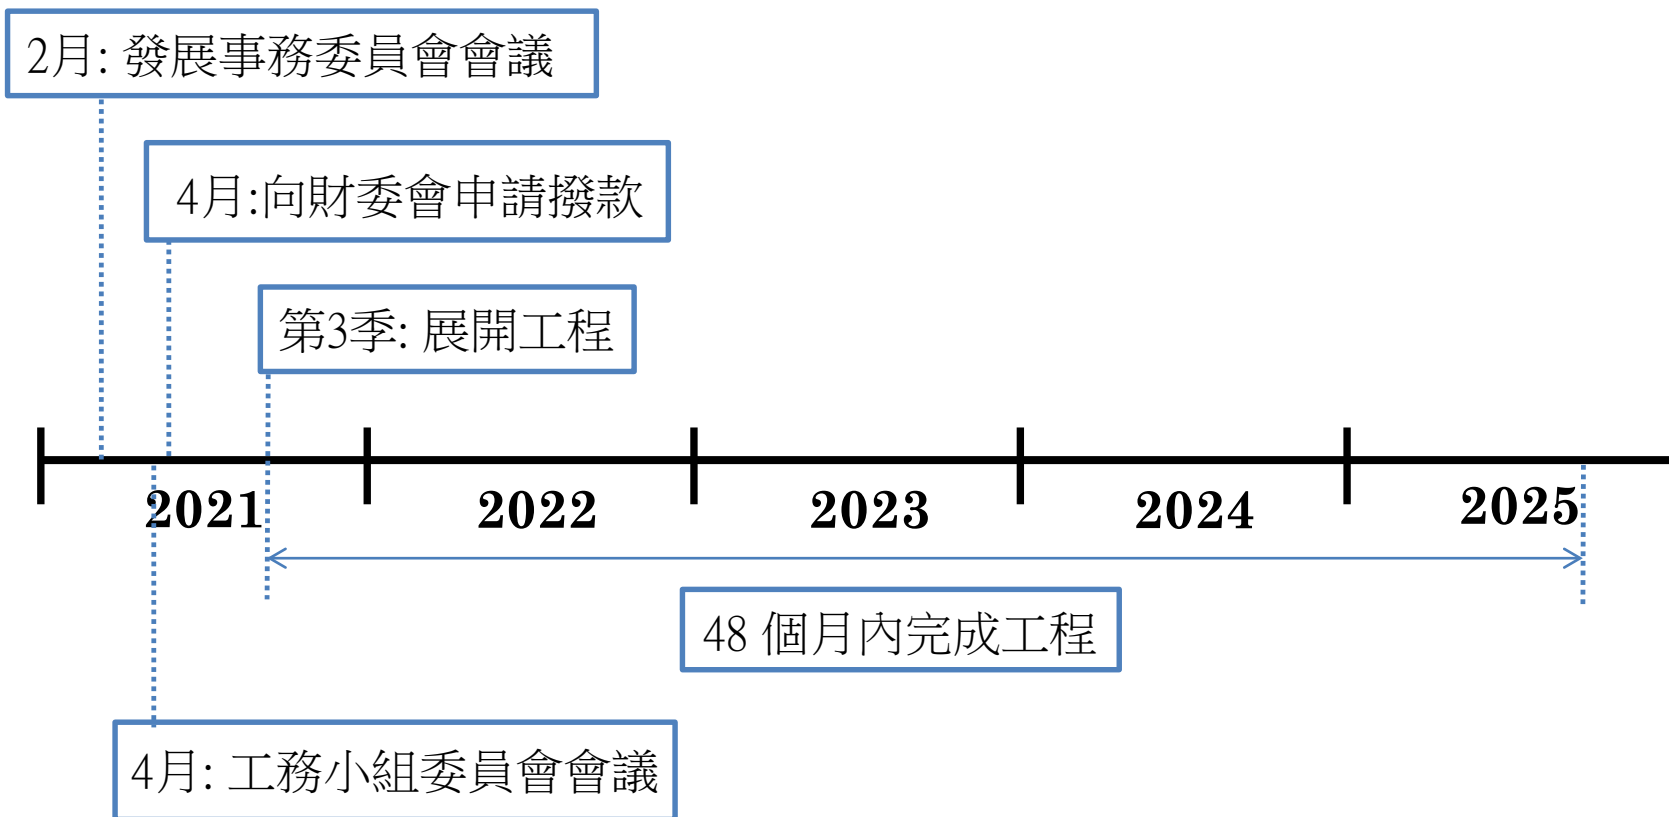 2月: 發展事務委員會會議
4月:向財委會申請撥款
第3季: 展開工程
2021
2022
2023
2024
2025
48 個月內完成工程
4月: 工務小組委員會會議